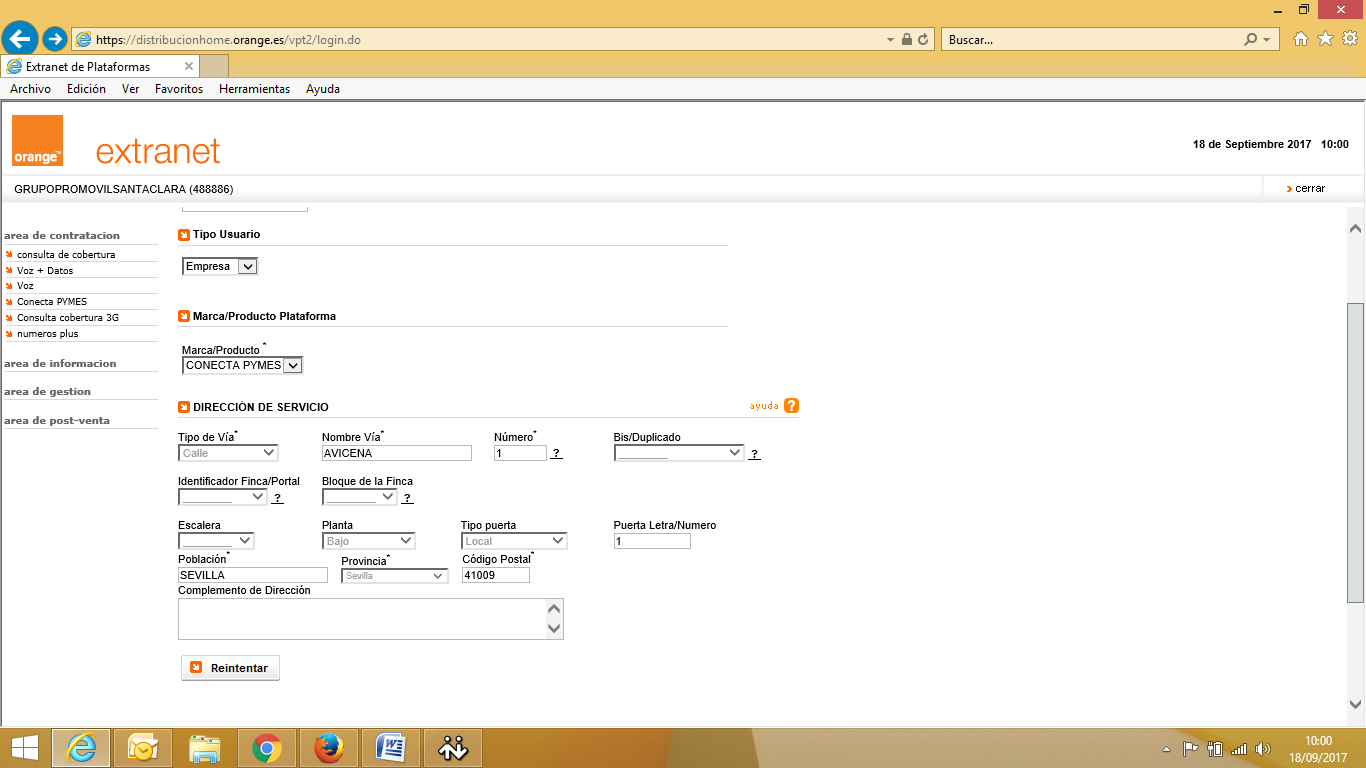 https://distribucionhome.orange.es/vpt2/login.do
Buscar...
Extranet de Plataformas
Archivo Edición Ver Favoritos Herramientas Ayuda
orange™
extranet
18 de Septiembre 2017 10:00
GRUPOPROMOVILSANTACLARA (488886)
cerrar
area de contratacion
consulta de cobertura
Voz + Datos
Voz
Conecta PYMES
Consulta cobertura 3G
numeros plus
area de informacion
area de gestion
area de post-venta
Tipo Usuario
Empresa
Marca/Producto Plataforma
Marca/Producto *
CONECTA PYMES
DIRECCIÓN DE SERVICIO
ayuda ?
Tipo de Vía* Nombre Vía* Número* Bis/Duplicado
Calle AVICENA 1 ? ?
Identificador Finca/Portal Bloque de la Finca
? ?
Escalera Planta Tipo puerta Puerta Letra/Numero
Bajo Local 1
Población* Provincia* Código Postal*
SEVILLA Sevilla 41009
Complemento de Dirección
Reintentar
10:00
18/09/2017